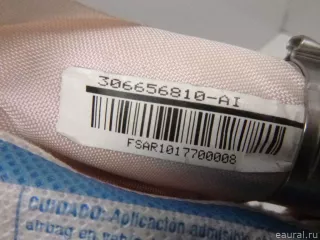 306656810-AI
FSAR1017700008
CUIDADO: Aplicación
airbag en
eaural.ru